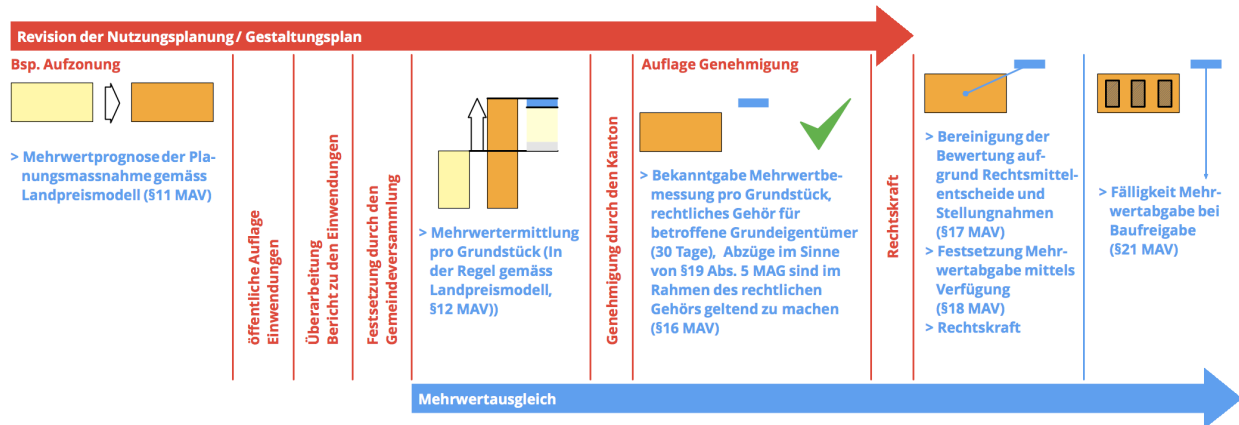 Revision der Nutzungsplanung / Gestaltungsplan
Bsp. Aufzonung
> Mehrwertprognose der Pla-
nungsmassnahme gemäss
Landpreismodell (§11 MAV)
öffentliche Auflage
Einwendungen
Überarbeitung
Bericht zu den Einwendungen
Festsetzung durch den
Gemeindeversammlung
> Mehrwertermittlung
pro Grundstück (In
der Regel gemäss
Landpreismodell,
§12 MAV))
Genehmigung durch den Kanton
Auflage Genehmigung
> Bekanntgabe Mehrwertbe-
messung pro Grundstück,
rechtliches Gehör für
betroffene Grundeigentümer
(30 Tage), Abzüge im Sinne
von §19 Abs. 5 MAG sind im
Rahmen des rechtlichen
Gehörs geltend zu machen
(§16 MAV)
Rechtskraft
> Bereinigung der
Bewertung auf-
grund Rechtsmittel-
entscheide und
Stellungnahmen
(§17 MAV)
> Festsetzung Mehr-
wertabgabe mittels
Verfügung
(§18 MAV)
> Rechtskraft
> Fälligkeit Mehr-
wertabgabe bei
Baufreigabe
(§21 MAV)
Mehrwertausgleich